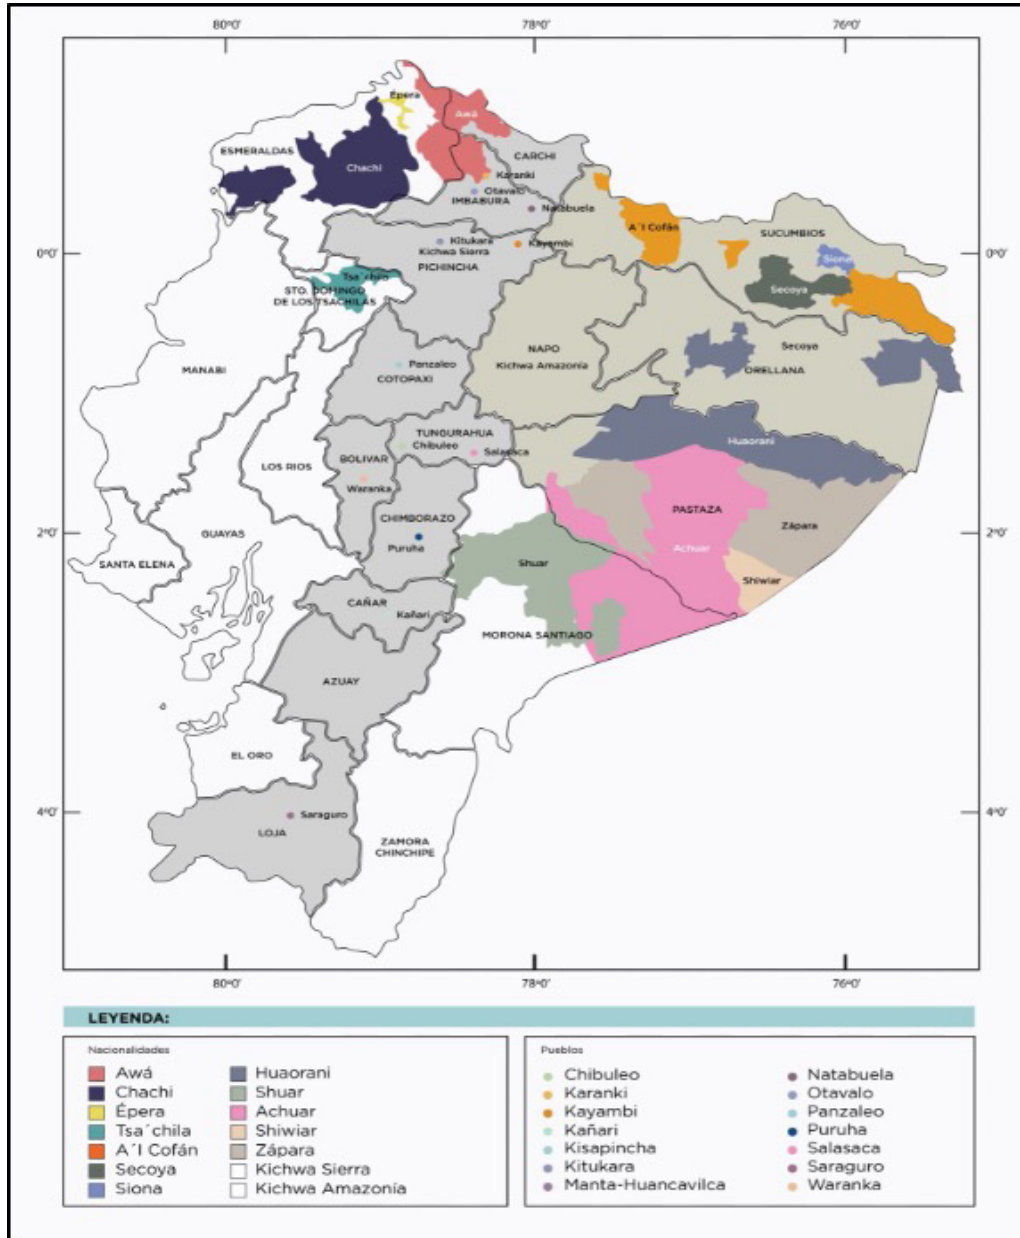 80°0'
78°0'
76°0'
Épera
Awá
ESMERALDAS
CARCHI
Chachi
Karanki
Otavalo
IMBABURA
Natabuela
A´I Cofán
SUCUMBIOS
0°0'
Kitukara
Kayambi
Kichwa Sierra
PICHINCHA
Siona
0°0'
Tsa´chila
STO. DOMINGO
DE LOS TSACHILAS
Secoya
NAPO
Kichwa Amazonía
Secoya
ORELLANA
MANABI
Panzaleo
COTOPAXI
TUNGURAHUA
Chibuleo
Salasaca
Huaorani
BOLIVAR
LOS RIOS
Waranka
CHIMBORAZO
PASTAZA
Zápara
2°0'
GUAYAS
Puruha
Achuar
2°0'
SANTA ELENA
Shuar
Shiwiar
CAÑAR
Kañari
MORONA SANTIAGO
AZUAY
EL ORO
4°0'
Saraguro
LOJA
ZAMORA
CHINCHIPE
4°0'
80°0'
78°0'
76°0'
LEYENDA:
Nacionalidades
Awá
Chachi
Épera
Tsa´chila
A´I Cofán
Secoya
Siona
Huaorani
Shuar
Achuar
Shiwiar
Zápara
Kichwa Sierra
Kichwa Amazonía
Pueblos
Chibuleo
Karanki
Kayambi
Kañari
Kisapincha
Kitukara
Manta-Huancavilca
Natabuela
Otavalo
Panzaleo
Puruha
Salasaca
Saraguro
Waranka